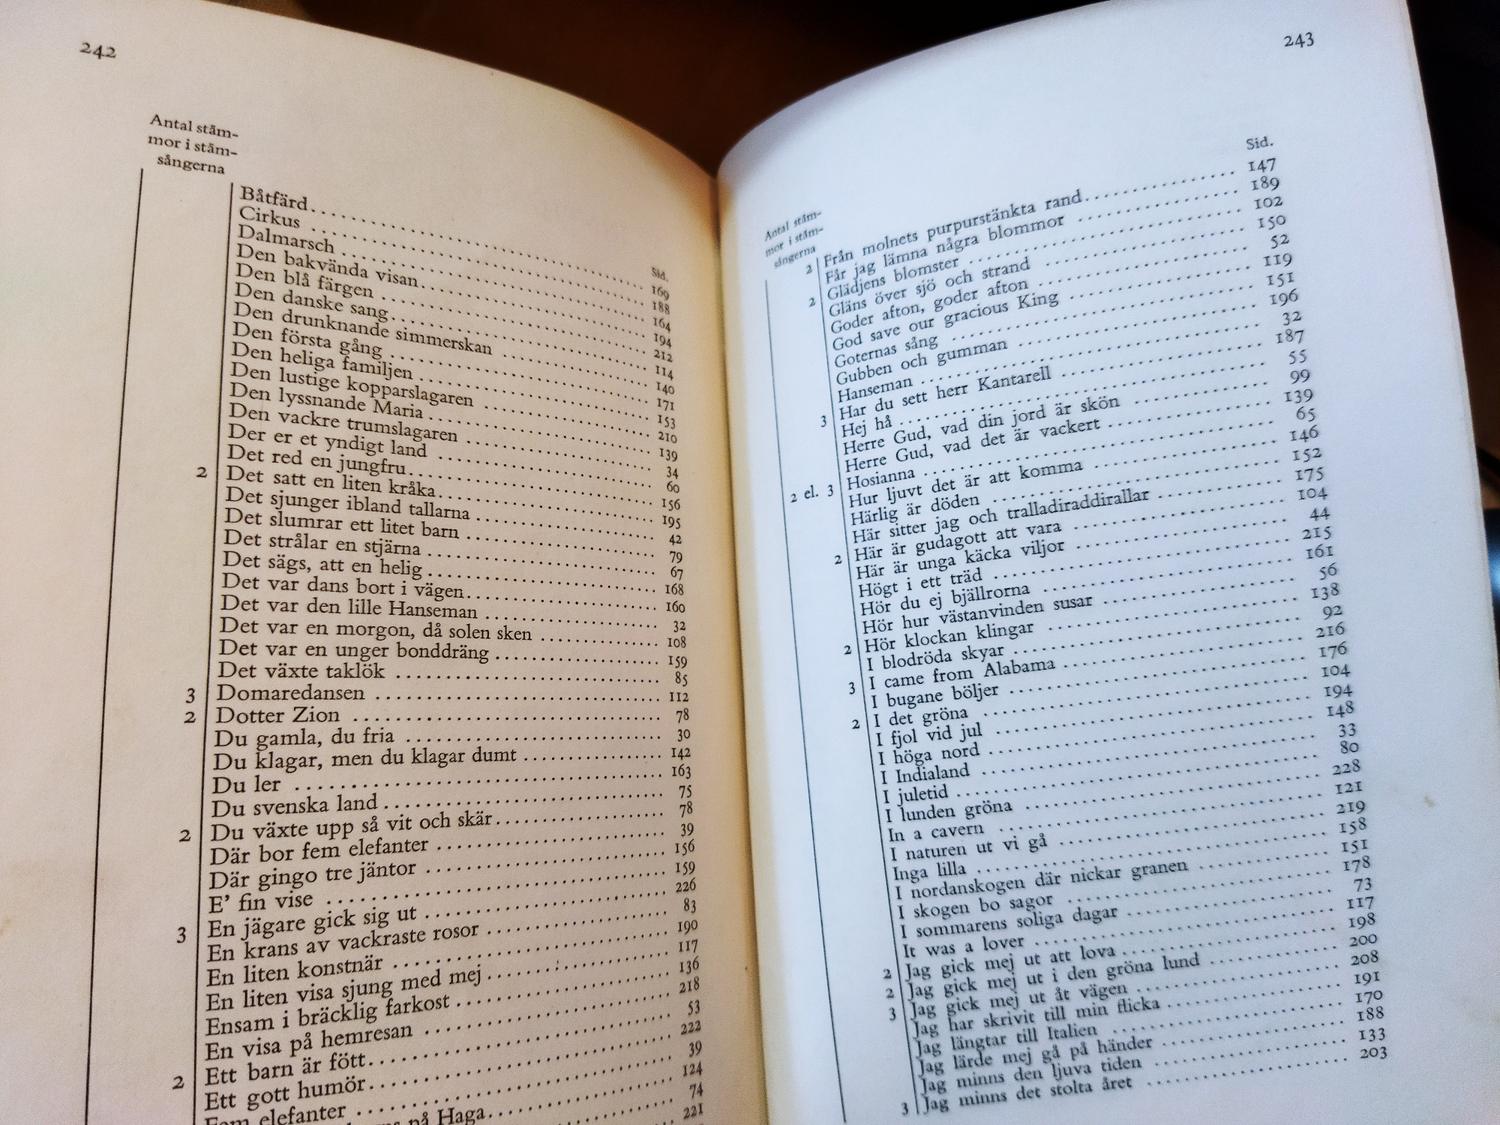 242
Antal stäm-
mor i stäm-
sångerna
Sid.
Båtfärd 169
Cirkus 188
Dalmarsch 164
Den bakvända visan 194
Den blå färgen 212
Den danske sang 114
Den drunknande simmerskan 140
Den första gång 171
Den heliga familjen 153
Den lustige kopparslagaren 210
Den lyssnande Maria 139
Den vackre trumslagaren 34
Der er et yndigt land 60
Det red en jungfru 156
2 Det satt en liten kråka 195
Det sjunger ibland tallarna 42
Det slumrar ett litet barn 79
Det strålar en stjärna 67
Det sägs, att en helig 168
Det var dans bort i vägen 160
Det var den lille Hanseman 32
Det var en morgon, då solen sken 108
Det var en unger bonddräng 159
Det växte taklök 85
3 Domaredansen 112
2 Dotter Zion 78
Du gamla, du fria 30
Du klagar, men du klagar dumt 142
Du ler 163
Du svenska land 75
2 Du växte upp så vit och skär 78
Där bor fem elefanter 39
Där gingo tre jäntor 156
E' fin vise 159
3 En jägare gick sig ut 226
En krans av vackraste rosor 83
En liten konstnär 190
En liten visa sjung med mej 117
Ensam i bräcklig farkost 136
En visa på hemresan 218
2 Ett barn är fött 53
Ett gott humör 222
Fem elefanter 39
på Haga 124
74
221
243
Antal stäm-
mor i stäm-
sångerna
Sid.
2 Från molnets purpurstänkta rand 147
Får jag lämna några blommor 189
2 Glädjens blomster 102
Gläns över sjö och strand 150
Goder afton, goder afton 52
God save our gracious King 119
Goternas sång 151
Gubben och gumman 196
Hanseman 32
3 Har du sett herr Kantarell 187
Hej hå 55
Herre Gud, vad din jord är skön 99
Herre Gud, vad det är vackert 139
2 el. 3 Hosianna 65
Hur ljuvt det är att komma 146
Härlig är döden 152
Här sitter jag och tralladiraddirallar 175
2 Här är gudagott att vara 104
Här är unga käcka viljor 44
Högt i ett träd 215
Hör du ej bjällrorna 161
Hör hur västanvinden susar 56
2 Hör klockan klingar 138
I blodröda skyar 92
3 I came from Alabama 216
I bugane böljer 176
2 I det gröna 104
I fjol vid jul 194
I höga nord 148
I Indialand 33
I juletid 80
I lunden gröna 228
In a cavern 121
I naturen ut vi gå 219
Inga lilla 158
I nordanskogen där nickar granen 151
I skogen bo sagor 178
I sommarens soliga dagar 73
It was a lover 117
2 Jag gick mej ut att lova 198
2 Jag gick mej ut i den gröna lund 200
3 Jag gick mej ut åt vägen 208
Jag har skrivit till min flicka 191
Jag längtar till Italien 170
Jag lärde mej gå på händer 188
Jag minns den ljuva tiden 133
3 Jag minns det stolta året 203